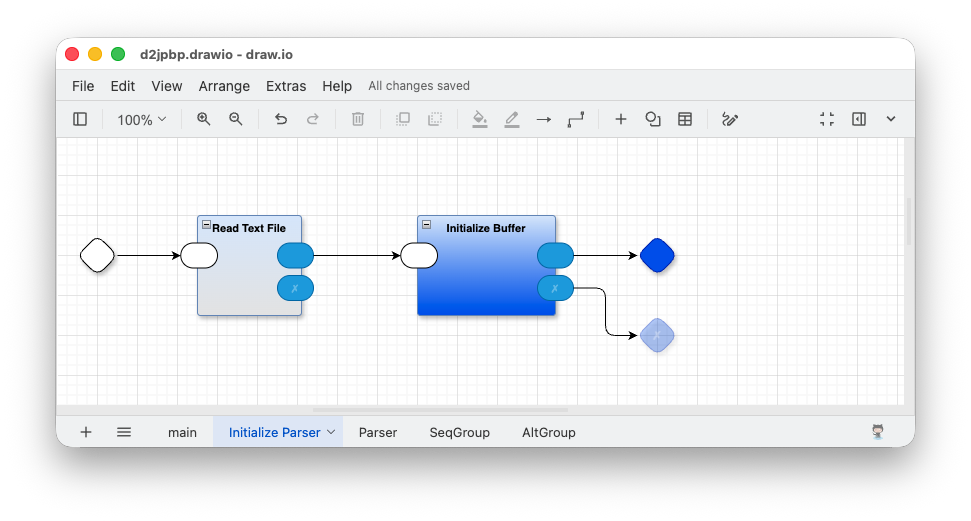 d2jpbp.drawio - draw.io
File Edit View Arrange Extras Help All changes saved
100%
Read Text File
Initialize Buffer
✗
✗
✗
main Initialize Parser Parser SeqGroup AltGroup